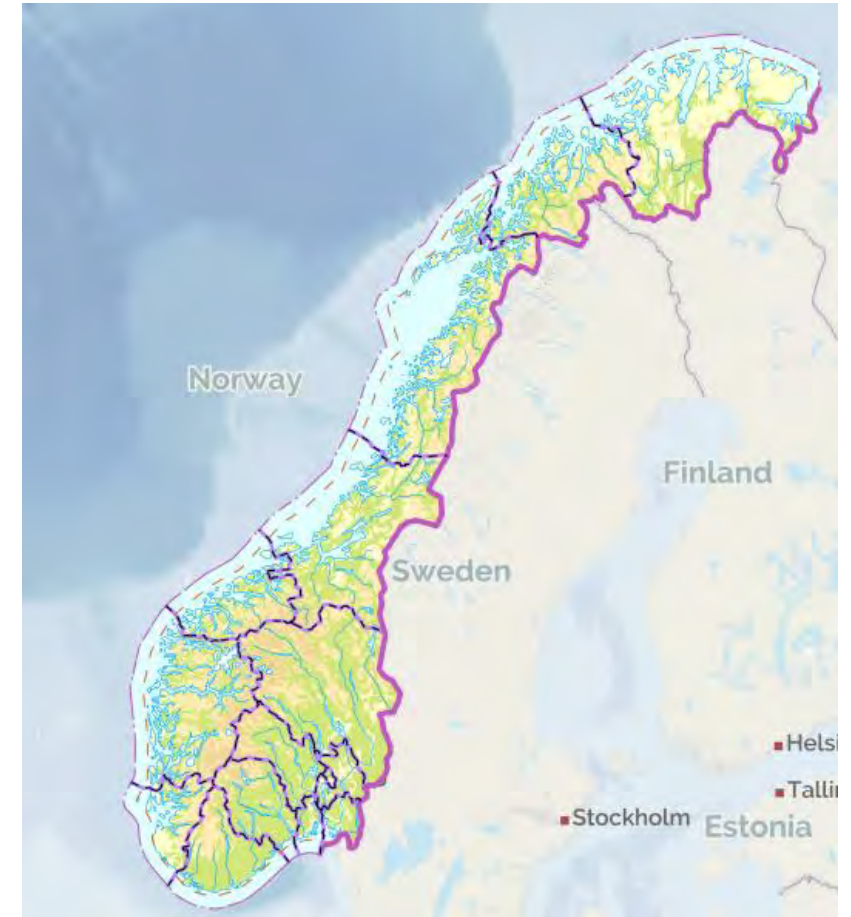 Norway
Finland
Sweden
Helsi
Tallin
Stockholm
Estonia